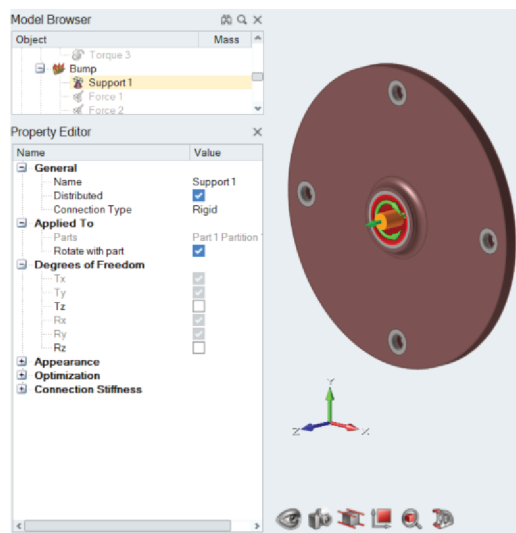 Model Browser
Object Mass
Torque 3
Bump
Support 1
Force 1
Force 2
Property Editor
Name Value
General
Name Support 1
Distributed
Connection Type Rigid
Applied To
Parts Part 1 Partition
Rotate with part
Degrees of Freedom
Tx
Ty
Tz
Rx
Ry
Rz
Appearance
Optimization
Connection Stiffness
Y
Z X